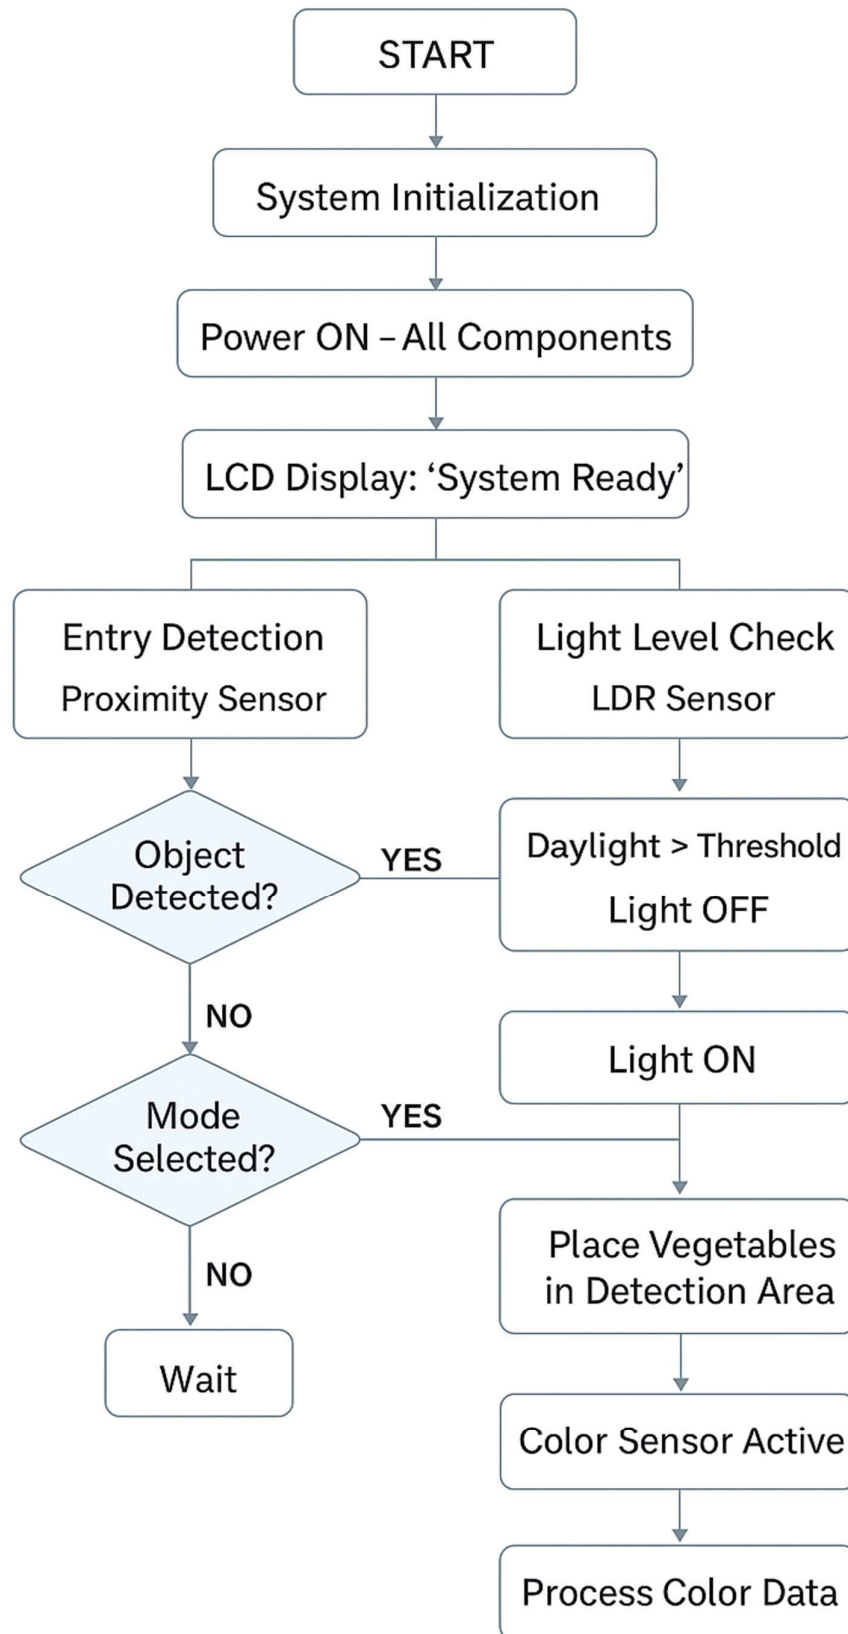 START
System Initialization
Power ON – All Components
LCD Display: ‘System Ready’
Entry Detection
Proximity Sensor
Light Level Check
LDR Sensor
Object
Detected?
YES
Daylight > Threshold
Light OFF
NO
Light ON
Mode
Selected?
YES
Place Vegetables
in Detection Area
NO
Wait
Color Sensor Active
Process Color Data